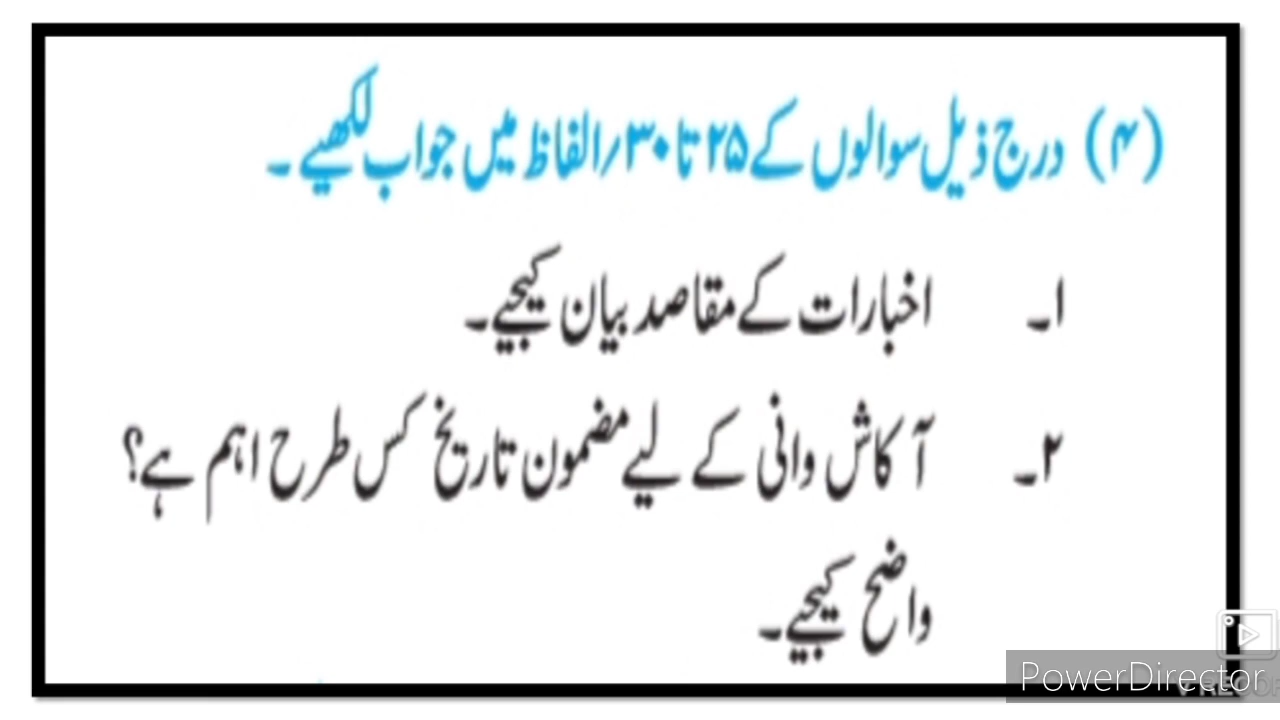 (۴) درج ذیل سوالوں کے ۲۵ تا ۳۰؍الفاظ میں جواب لکھیے ۔
۱۔ اخبارات کے مقاصد بیان کیجیے۔
۲۔ آکاش وانی کے لیے مضمون تاریخ کس طرح اہم ہے؟
واضح کیجیے۔
PowerDirector